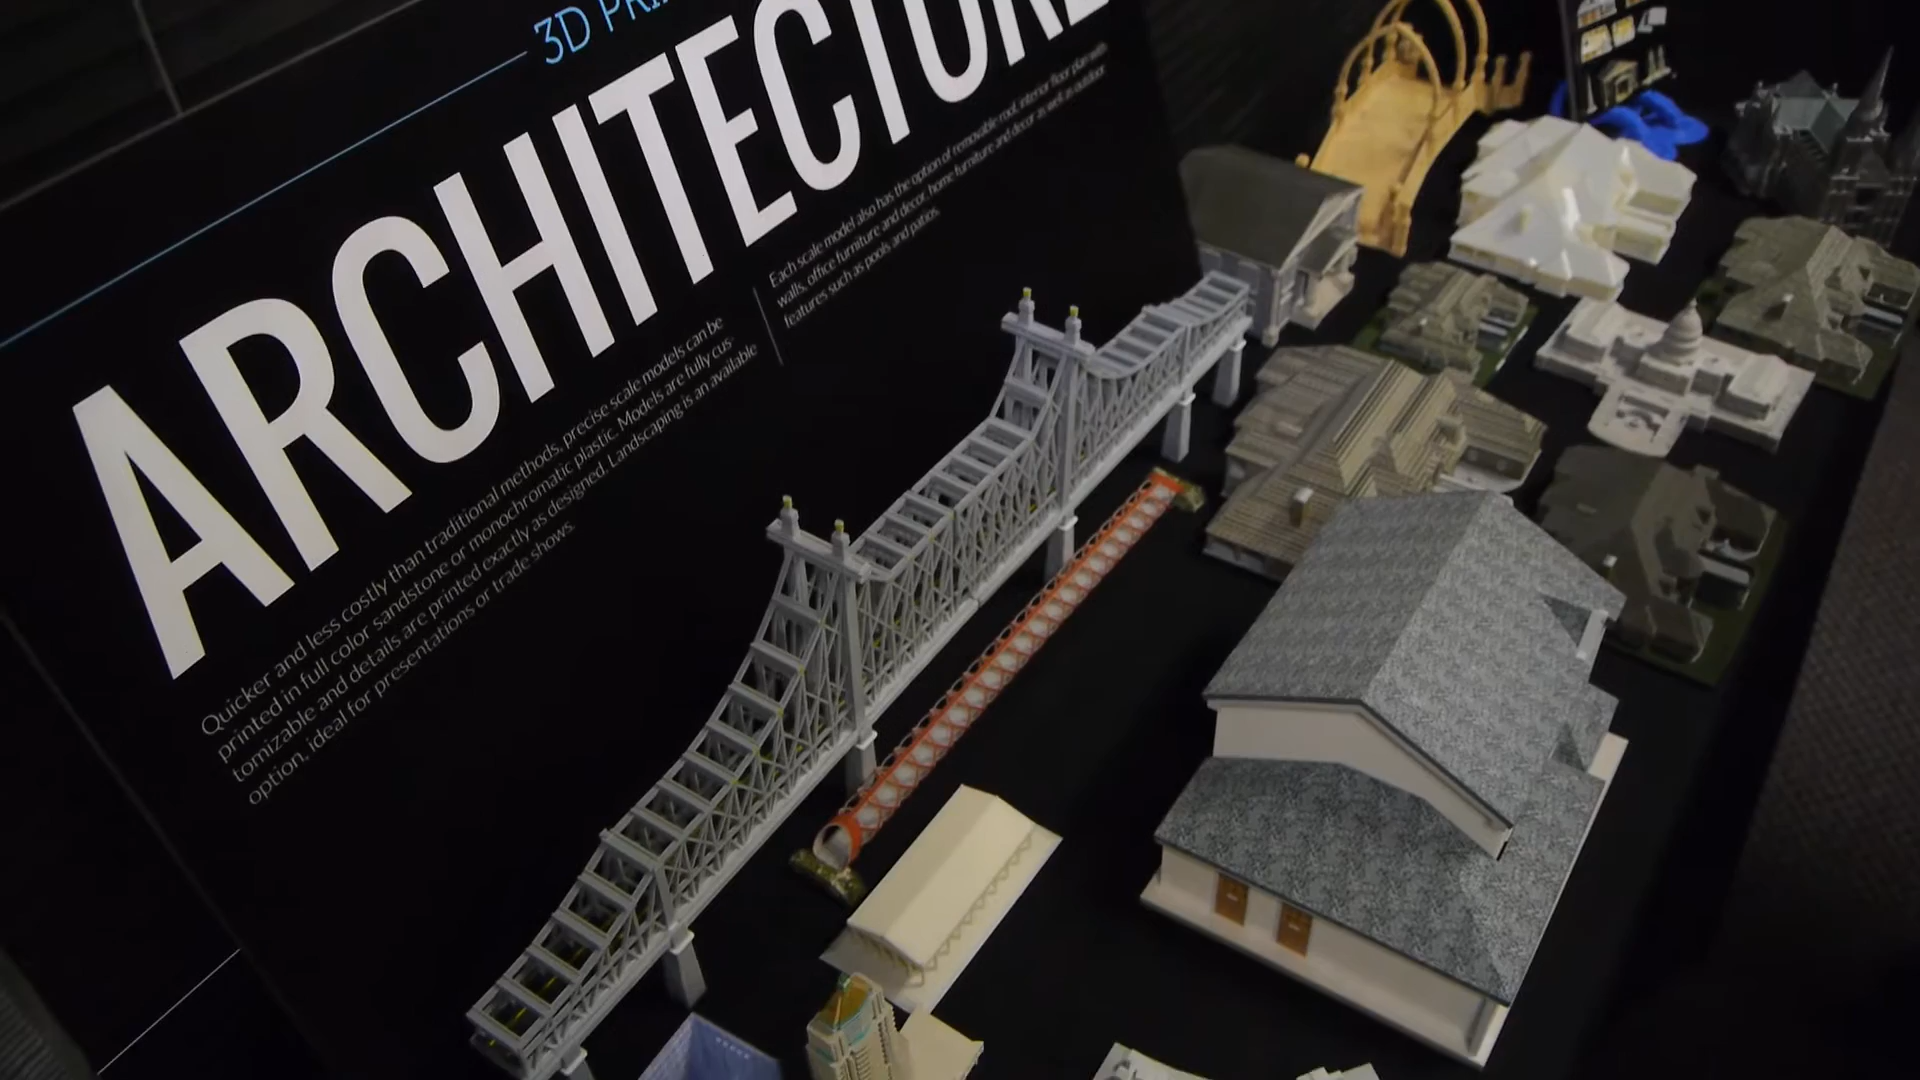 3D PRI
ARCHITECTURE
Quicker and less costly than traditional methods, precise scale models can be
printed in full color sandstone or monochromatic plastic. Models are fully cus-
tomizable and details are printed exactly as designed. Landscaping is an available
option, ideal for presentations or trade shows.
Each scale model also has the option of removable roof, interior floor plan with
walls, office furniture and decor, home furniture and decor as well as outdoor
features such as pools and patios.